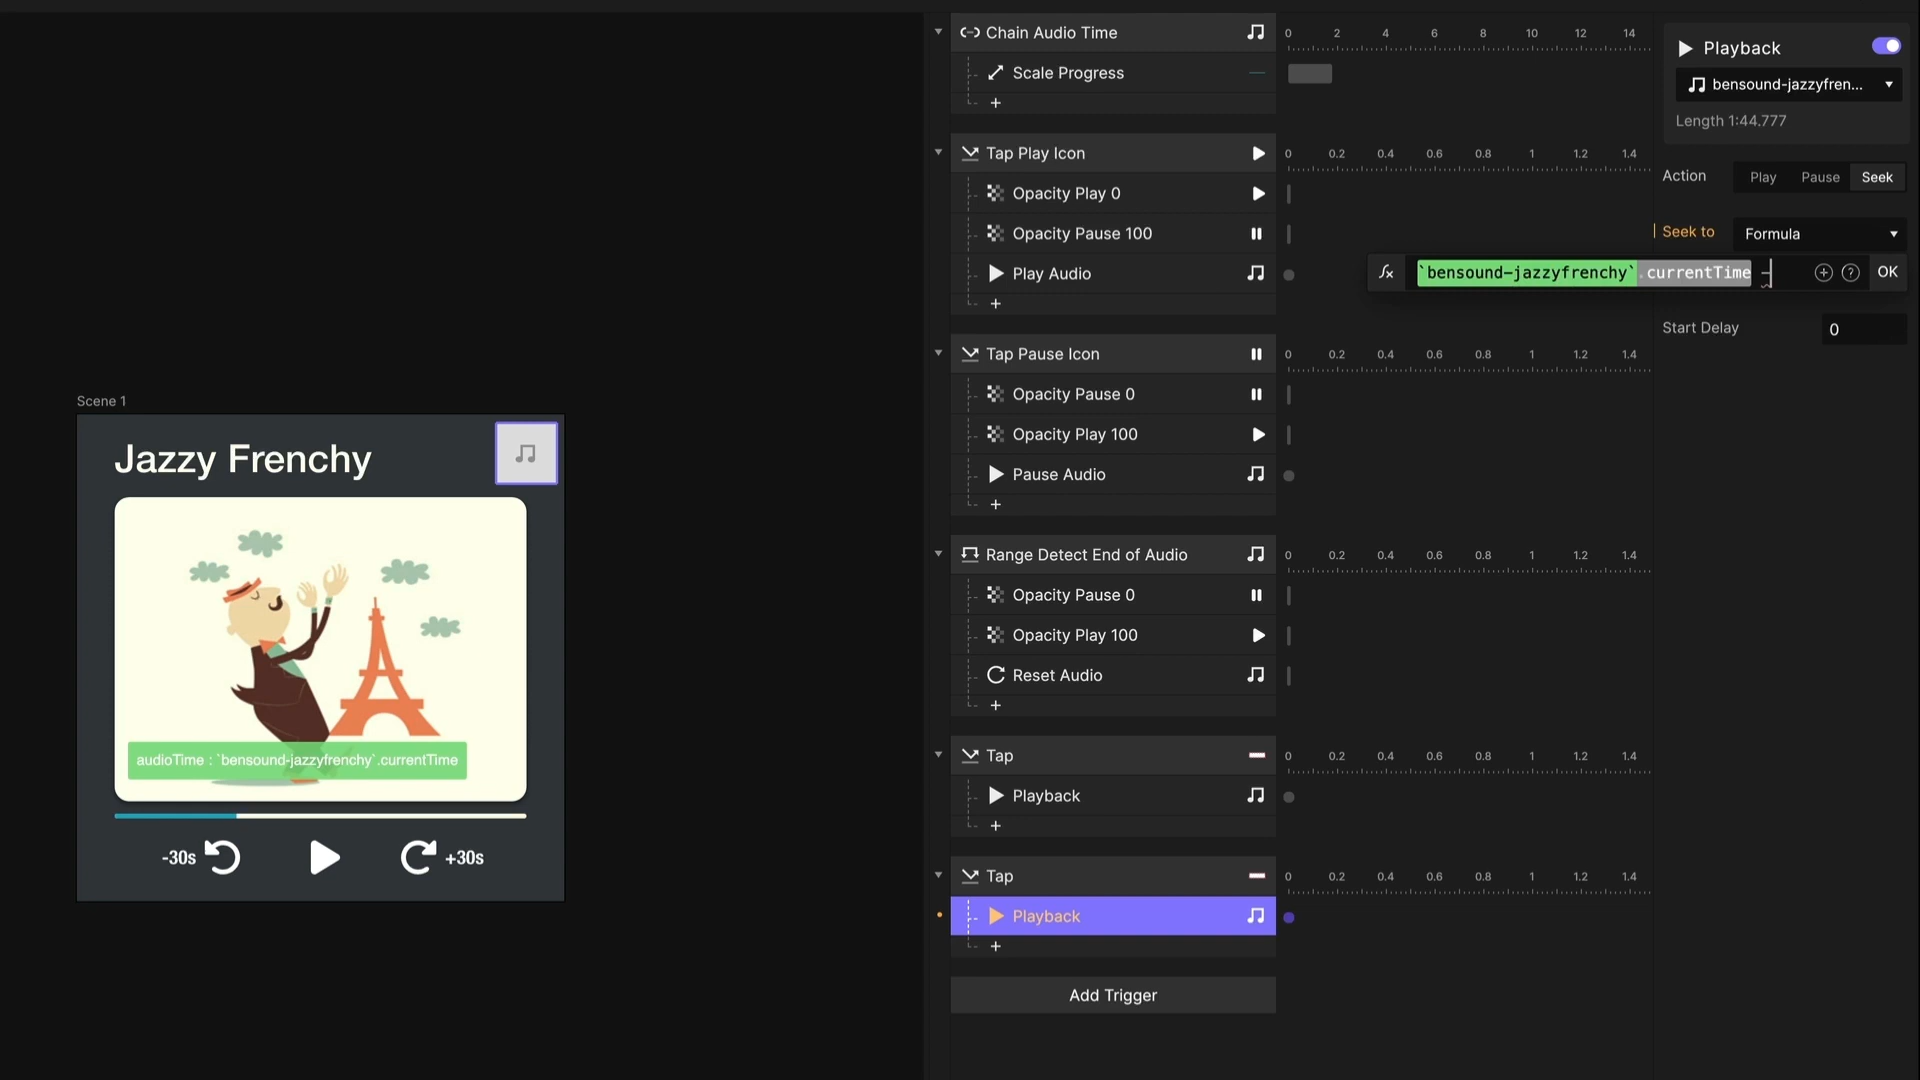 Chain Audio Time
0 2 4 6 8 10 12 14
Scale Progress
+
Tap Play Icon
0 0.2 0.4 0.6 0.8 1 1.2 1.4
Opacity Play 0
Opacity Pause 100
Play Audio
+
Tap Pause Icon
0 0.2 0.4 0.6 0.8 1 1.2 1.4
Opacity Pause 0
Opacity Play 100
Pause Audio
+
Range Detect End of Audio
0 0.2 0.4 0.6 0.8 1 1.2 1.4
Opacity Pause 0
Opacity Play 100
Reset Audio
+
Tap
0 0.2 0.4 0.6 0.8 1 1.2 1.4
Playback
+
Tap
0 0.2 0.4 0.6 0.8 1 1.2 1.4
Playback
+
Add Trigger
Playback
bensound-jazzyfren...
Length 1:44.777
Action Play Pause Seek
Seek to Formula
fx `bensound-jazzyfrenchy`.currentTime - + ? OK
Start Delay 0
Scene 1
Jazzy Frenchy
audioTime : `bensound-jazzyfrenchy`.currentTime
-30s +30s